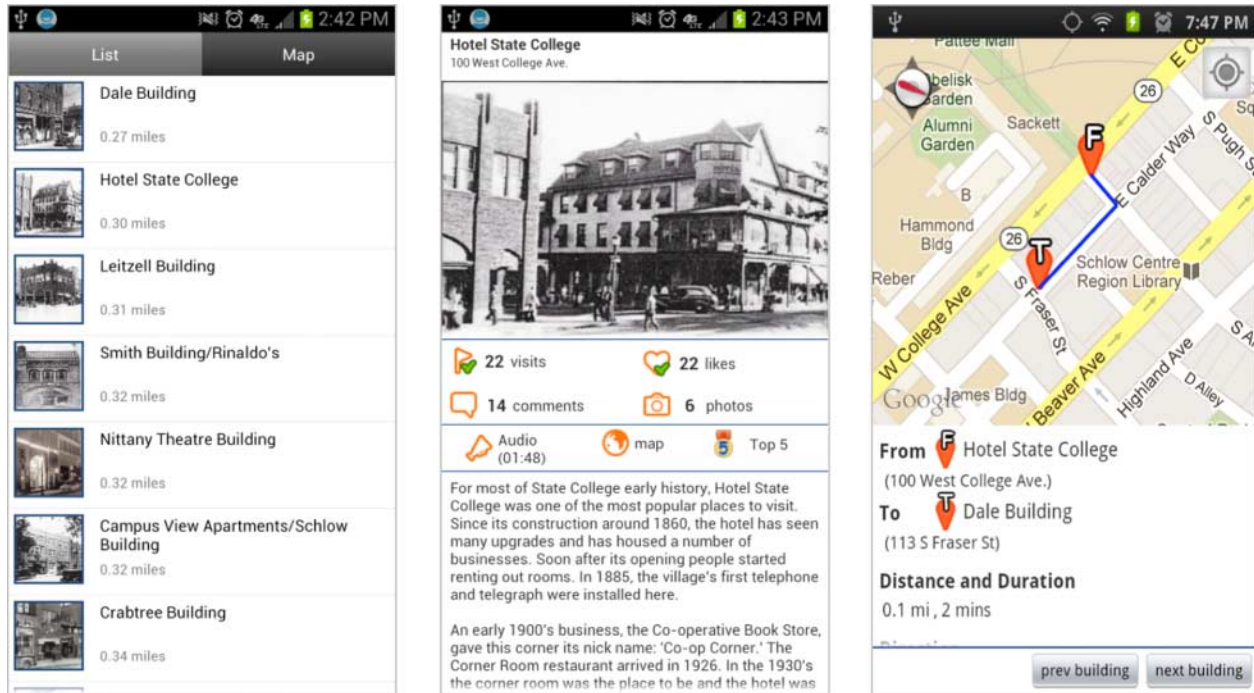 2:42 PM
List Map
Dale Building
0.27 miles
Hotel State College
0.30 miles
Leitzell Building
0.31 miles
Smith Building/Rinaldo's
0.32 miles
Nittany Theatre Building
0.32 miles
Campus View Apartments/Schlow
Building
0.32 miles
Crabtree Building
0.34 miles
2:43 PM
Hotel State College
100 West College Ave.
22 visits 22 likes
14 comments 6 photos
Audio
(01:48)
map
5 Top 5
For most of State College early history, Hotel State
College was one of the most popular places to visit.
Since its construction around 1860, the hotel has seen
many upgrades and has housed a number of
businesses. Soon after its opening people started
renting out rooms. In 1885, the village's first telephone
and telegraph were installed here.
An early 1900's business, the Co-operative Book Store,
gave this corner its nick name: 'Co-op Corner.' The
Corner Room restaurant arrived in 1926. In the 1930's
the corner room was the place to be and the hotel was
7:47 PM
Pattee Mall
E Co
26
Obelisk
Garden
Sq
Alumni
Garden
Sackett
F
S Pugh St
E Calder Way
B
Hammond
Bldg
26
T
Reber
Schlow Centre
Region Library
S Fraser St
W College Ave
Highland Ave
S A
D Alley
Google
James Bldg
Beaver Ave
From F Hotel State College
(100 West College Ave.)
To T Dale Building
(113 S Fraser St)
Distance and Duration
0.1 mi , 2 mins
Direction
prev building next building